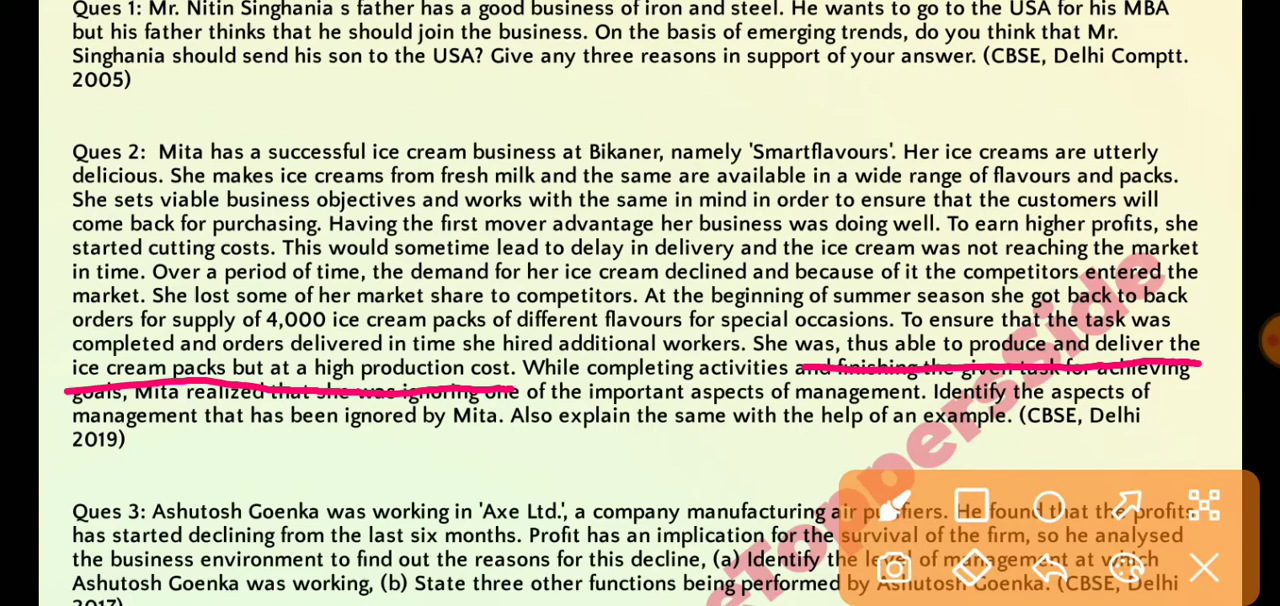 Ques 1: Mr. Nitin Singhania s father has a good business of iron and steel. He wants to go to the USA for his MBA
but his father thinks that he should join the business. On the basis of emerging trends, do you think that Mr.
Singhania should send his son to the USA? Give any three reasons in support of your answer. (CBSE, Delhi Comptt.
2005)
Ques 2: Mita has a successful ice cream business at Bikaner, namely 'Smartflavours'. Her ice creams are utterly
delicious. She makes ice creams from fresh milk and the same are available in a wide range of flavours and packs.
She sets viable business objectives and works with the same in mind in order to ensure that the customers will
come back for purchasing. Having the first mover advantage her business was doing well. To earn higher profits, she
started cutting costs. This would sometime lead to delay in delivery and the ice cream was not reaching the market
in time. Over a period of time, the demand for her ice cream declined and because of it the competitors entered the
market. She lost some of her market share to competitors. At the beginning of summer season she got back to back
orders for supply of 4,000 ice cream packs of different flavours for special occasions. To ensure that the task was
completed and orders delivered in time she hired additional workers. She was, thus able to produce and deliver the
ice cream packs but at a high production cost. While completing activities and finishing the given task for achieving
goals, Mita realized that she was ignoring one of the important aspects of management. Identify the aspects of
management that has been ignored by Mita. Also explain the same with the help of an example. (CBSE, Delhi
2019)
Ques 3: Ashutosh Goenka was working in 'Axe Ltd.', a company manufacturing air purifiers. He found that the profits
has started declining from the last six months. Profit has an implication for the survival of the firm, so he analysed
the business environment to find out the reasons for this decline, (a) Identify the level of management at which
Ashutosh Goenka was working, (b) State three other functions being performed by Ashutosh Goenka. (CBSE, Delhi
2017)